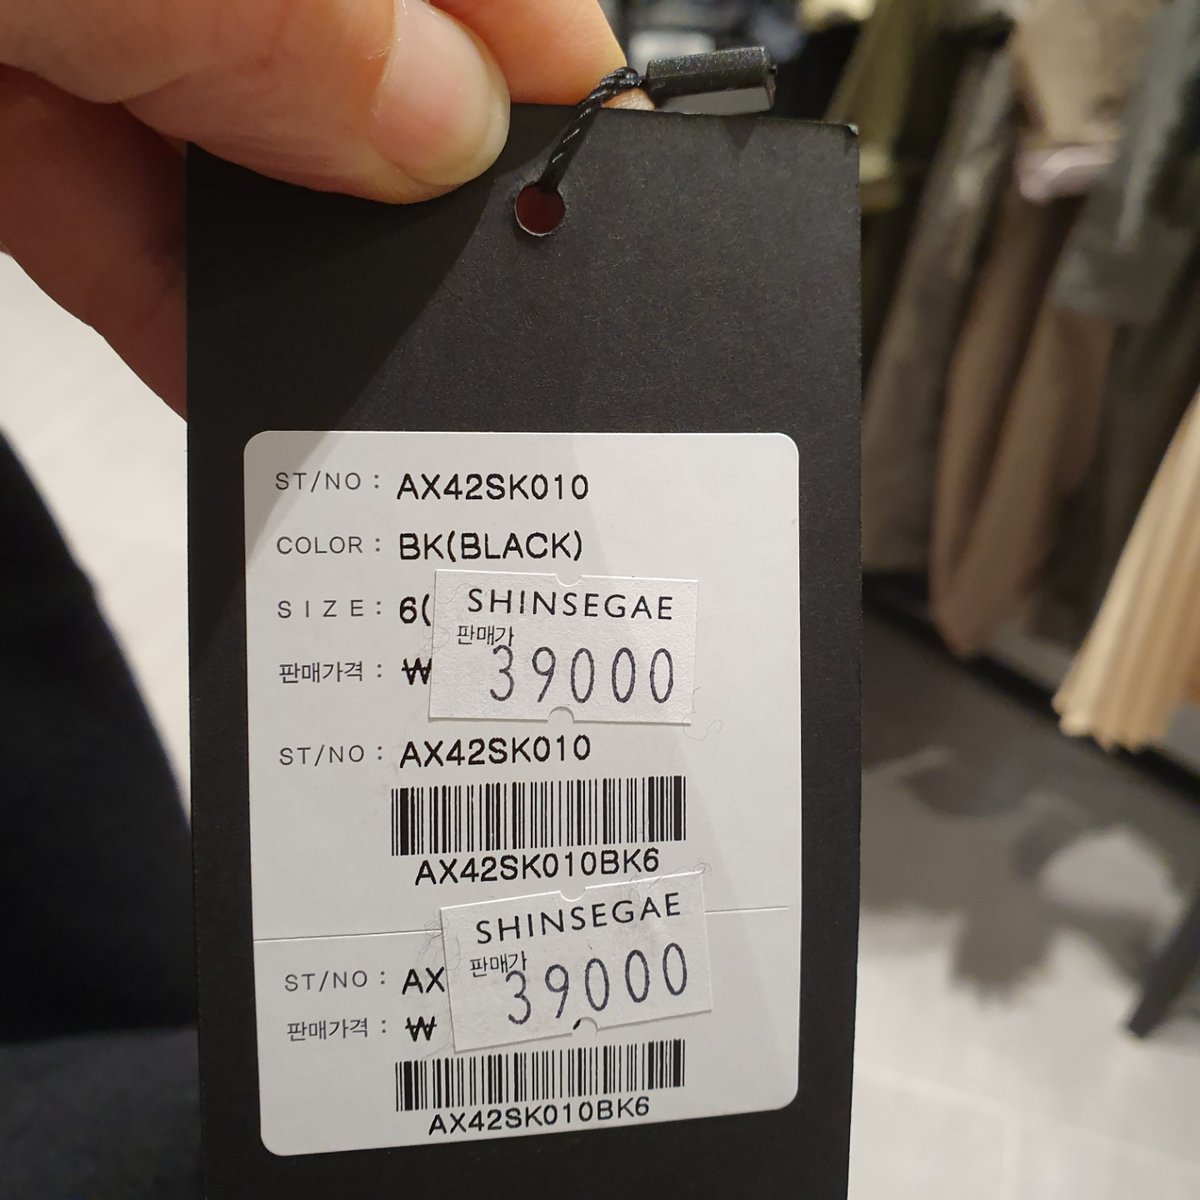 ST/NO : AX42SK010
COLOR : BK(BLACK)
SIZE : 6(
판매가격 : ₩
SHINSEGAE
판매가
39000
ST/NO : AX42SK010
AX42SK010BK6
SHINSEGAE
판매가
39000
ST/NO : AX
판매가격 : ₩
AX42SK010BK6